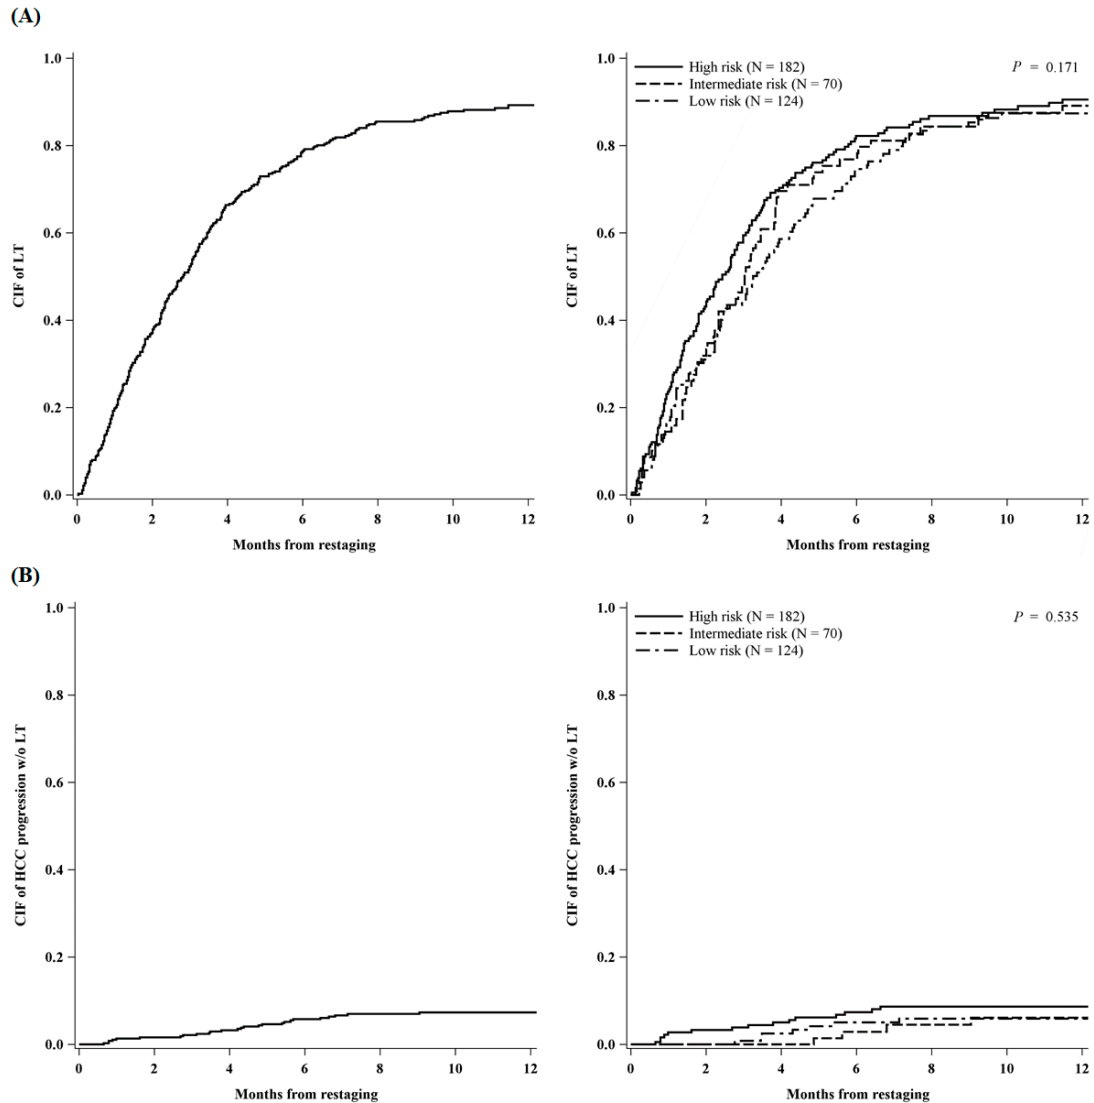 (A)
1.0
0.8
0.6
0.4
0.2
0.0
CIF of LT
0
2
4
6
8
10
12
Months from restaging
High risk (N = 182)
Intermediate risk (N = 70)
Low risk (N = 124)
P = 0.171
1.0
0.8
0.6
0.4
0.2
0.0
CIF of LT
0
2
4
6
8
10
12
Months from restaging
(B)
1.0
0.8
0.6
0.4
0.2
0.0
CIF of HCC progression w/o LT
0
2
4
6
8
10
12
Months from restaging
High risk (N = 182)
Intermediate risk (N = 70)
Low risk (N = 124)
P = 0.535
1.0
0.8
0.6
0.4
0.2
0.0
CIF of HCC progression w/o LT
0
2
4
6
8
10
12
Months from restaging